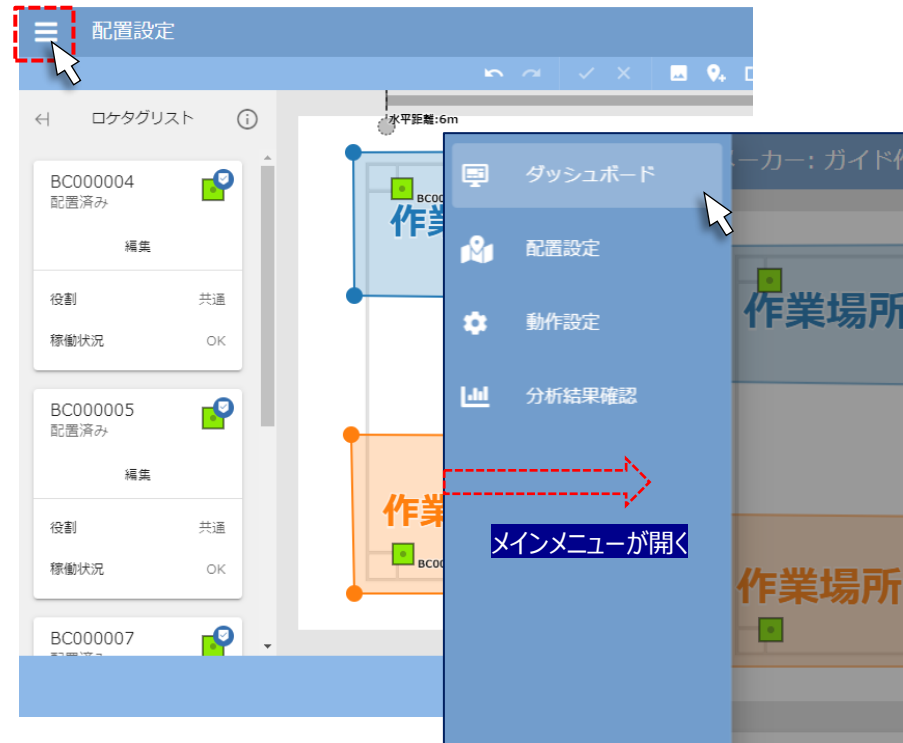 配置設定
ロケタグリスト
水平距離:6m
BC000004
配置済み
編集
役割 共通
稼働状況 OK
BC000005
配置済み
編集
役割 共通
稼働状況 OK
BC000007
作業
作業
ダッシュボード
配置設定
動作設定
分析結果確認
メインメニューが開く
ーカー: ガイド作
作業場所
作業場所